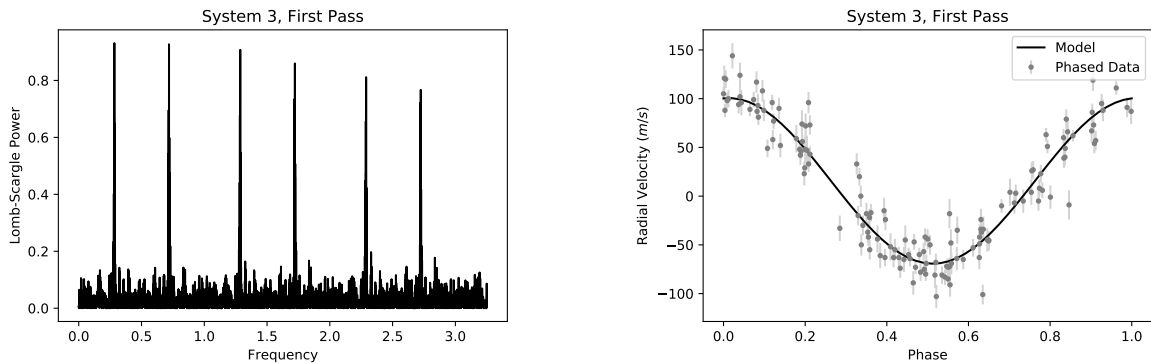 System 3, First Pass
Lomb-Scargle Power
0.8
0.6
0.4
0.2
0.0
0.0 0.5 1.0 1.5 2.0 2.5 3.0
Frequency
System 3, First Pass
Radial Velocity (m/s)
150
100
50
0
−50
−100
Model
Phased Data
0.0 0.2 0.4 0.6 0.8 1.0
Phase